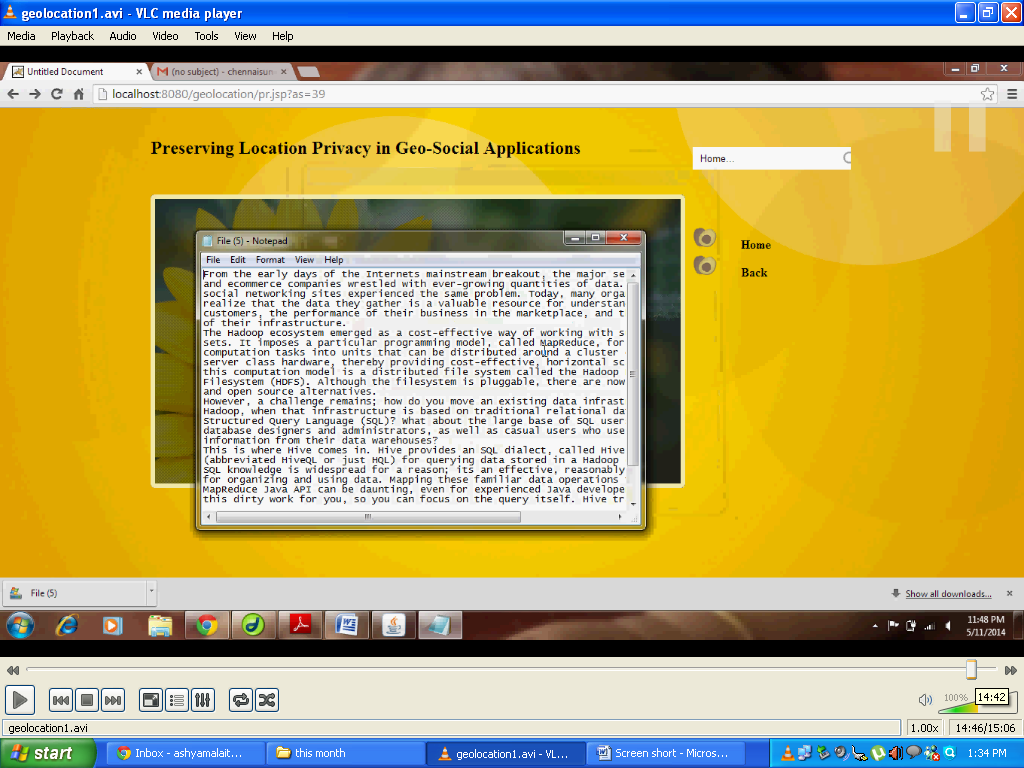 geolocation1.avi - VLC media player
Media Playback Audio Video Tools View Help
Untitled Document
(no subject) - chennaisun
localhost:8080/geolocation/pr.jsp?as=39
Preserving Location Privacy in Geo-Social Applications
Home...
Home
Back
File (5) - Notepad
File Edit Format View Help
From the early days of the Internets mainstream breakout, the major se
and ecommerce companies wrestled with ever-growing quantities of data.
social networking sites experienced the same problem. Today, many orga
realize that the data they gather is a valuable resource for understan
customers, the performance of their business in the marketplace, and t
of their infrastructure.
The Hadoop ecosystem emerged as a cost-effective way of working with s
sets. It imposes a particular programming model, called MapReduce, for
computation tasks into units that can be distributed around a cluster
server class hardware, thereby providing cost-effective, horizontal sc
this computation model is a distributed file system called the Hadoop
Filesystem (HDFS). Although the filesystem is pluggable, there are now
and open source alternatives.
However, a challenge remains; how do you move an existing data infrast
Hadoop, when that infrastructure is based on traditional relational da
Structured Query Language (SQL)? What about the large base of SQL user
database designers and administrators, as well as casual users who use
information from their data warehouses?
This is where Hive comes in. Hive provides an SQL dialect, called Hive
(abbreviated HiveQL or just HQL) for querying data stored in a Hadoop
SQL knowledge is widespread for a reason; its an effective, reasonably
for organizing and using data. Mapping these familiar data operations
MapReduce Java API can be daunting, even for experienced Java develope
this dirty work for you, so you can focus on the query itself. Hive tr
File (5)
Show all downloads...
11:48 PM
5/11/2014
100%
14:42
geolocation1.avi
1.00x
14:46/15:06
start
Inbox - ashyamalait...
this month
geolocation1.avi - VL...
Screen short - Micros...
1:34 PM